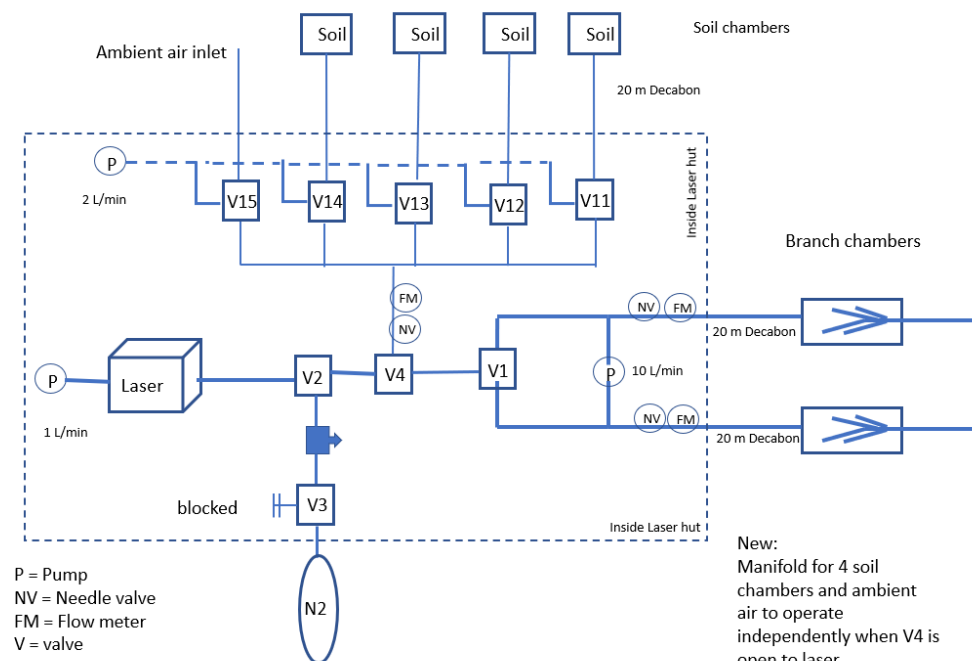 Soil
Soil
Soil
Soil
Soil chambers
Ambient air inlet
20 m Decabon
P
2 L/min
V15
V14
V13
V12
V11
Inside Laser hut
Branch chambers
FM
NV
NV
FM
20 m Decabon
P
Laser
V2
V4
V1
P
10 L/min
1 L/min
NV
FM
20 m Decabon
blocked
V3
Inside Laser hut
N2
P = Pump
NV = Needle valve
FM = Flow meter
V = valve
New:
Manifold for 4 soil
chambers and ambient
air to operate
independently when V4 is
open to laser